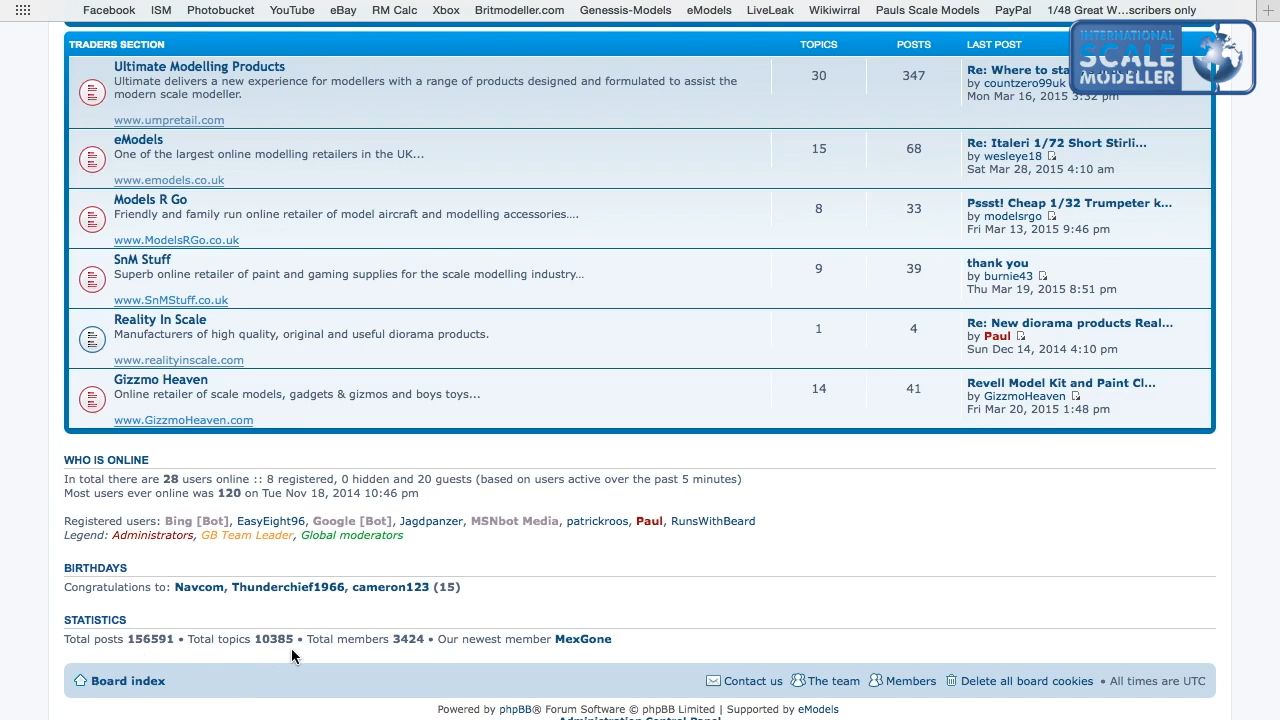 Facebook ISM Photobucket YouTube eBay RM Calc Xbox Britmodeller.com Genessis-Models eModels LiveLeak Wikiwirral Pauls Scale Models PayPal 1/48 Great W...scribers only
INTERNATIONAL
SCALE
MODELLER
TRADERS SECTION TOPICS POSTS LAST POST
Ultimate Modelling Products
Ultimate delivers a new experience for modellers with a range of products designed and formulated to assist the
modern scale modeller.
www.umpretail.com
30 347
Re: Where to sta
by countzero99uk
Mon Mar 16, 2015 3:32 pm
eModels
One of the largest online modelling retailers in the UK...
www.emodels.co.uk
15 68
Re: Italeri 1/72 Short Stirli...
by wesleye18
Sat Mar 28, 2015 4:10 am
Models R Go
Friendly and family run online retailer of model aircraft and modelling accessories....
www.ModelsRGo.co.uk
8 33
Pssst! Cheap 1/32 Trumpeter k...
by modelsrgo
Fri Mar 13, 2015 9:46 pm
SnM Stuff
Superb online retailer of paint and gaming supplies for the scale modelling industry...
www.SnMStuff.co.uk
9 39
thank you
by burnie43
Thu Mar 19, 2015 8:51 pm
Reality In Scale
Manufacturers of high quality, original and useful diorama products.
www.realityinscale.com
1 4
Re: New diorama products Real...
by Paul
Sun Dec 14, 2014 4:10 pm
Gizzmo Heaven
Online retailer of scale models, gadgets & gizmos and boys toys...
www.GizzmoHeaven.com
14 41
Revell Model Kit and Paint Cl...
by GizzmoHeaven
Fri Mar 20, 2015 1:48 pm
WHO IS ONLINE
In total there are 28 users online :: 8 registered, 0 hidden and 20 guests (based on users active over the past 5 minutes)
Most users ever online was 120 on Tue Nov 18, 2014 10:46 pm
Registered users: Bing [Bot], EasyEight96, Google [Bot], Jagdpanzer, MSNbot Media, patrickroos, Paul, RunsWithBeard
Legend: Administrators, GB Team Leader, Global moderators
BIRTHDAYS
Congratulations to: Navcom, Thunderchief1966, cameron123 (15)
STATISTICS
Total posts 156591 • Total topics 10385 • Total members 3424 • Our newest member MexGone
Board index Contact us The team Members Delete all board cookies • All times are UTC
Powered by phpBB® Forum Software © phpBB Limited | Supported by eModels
Administration Control Panel